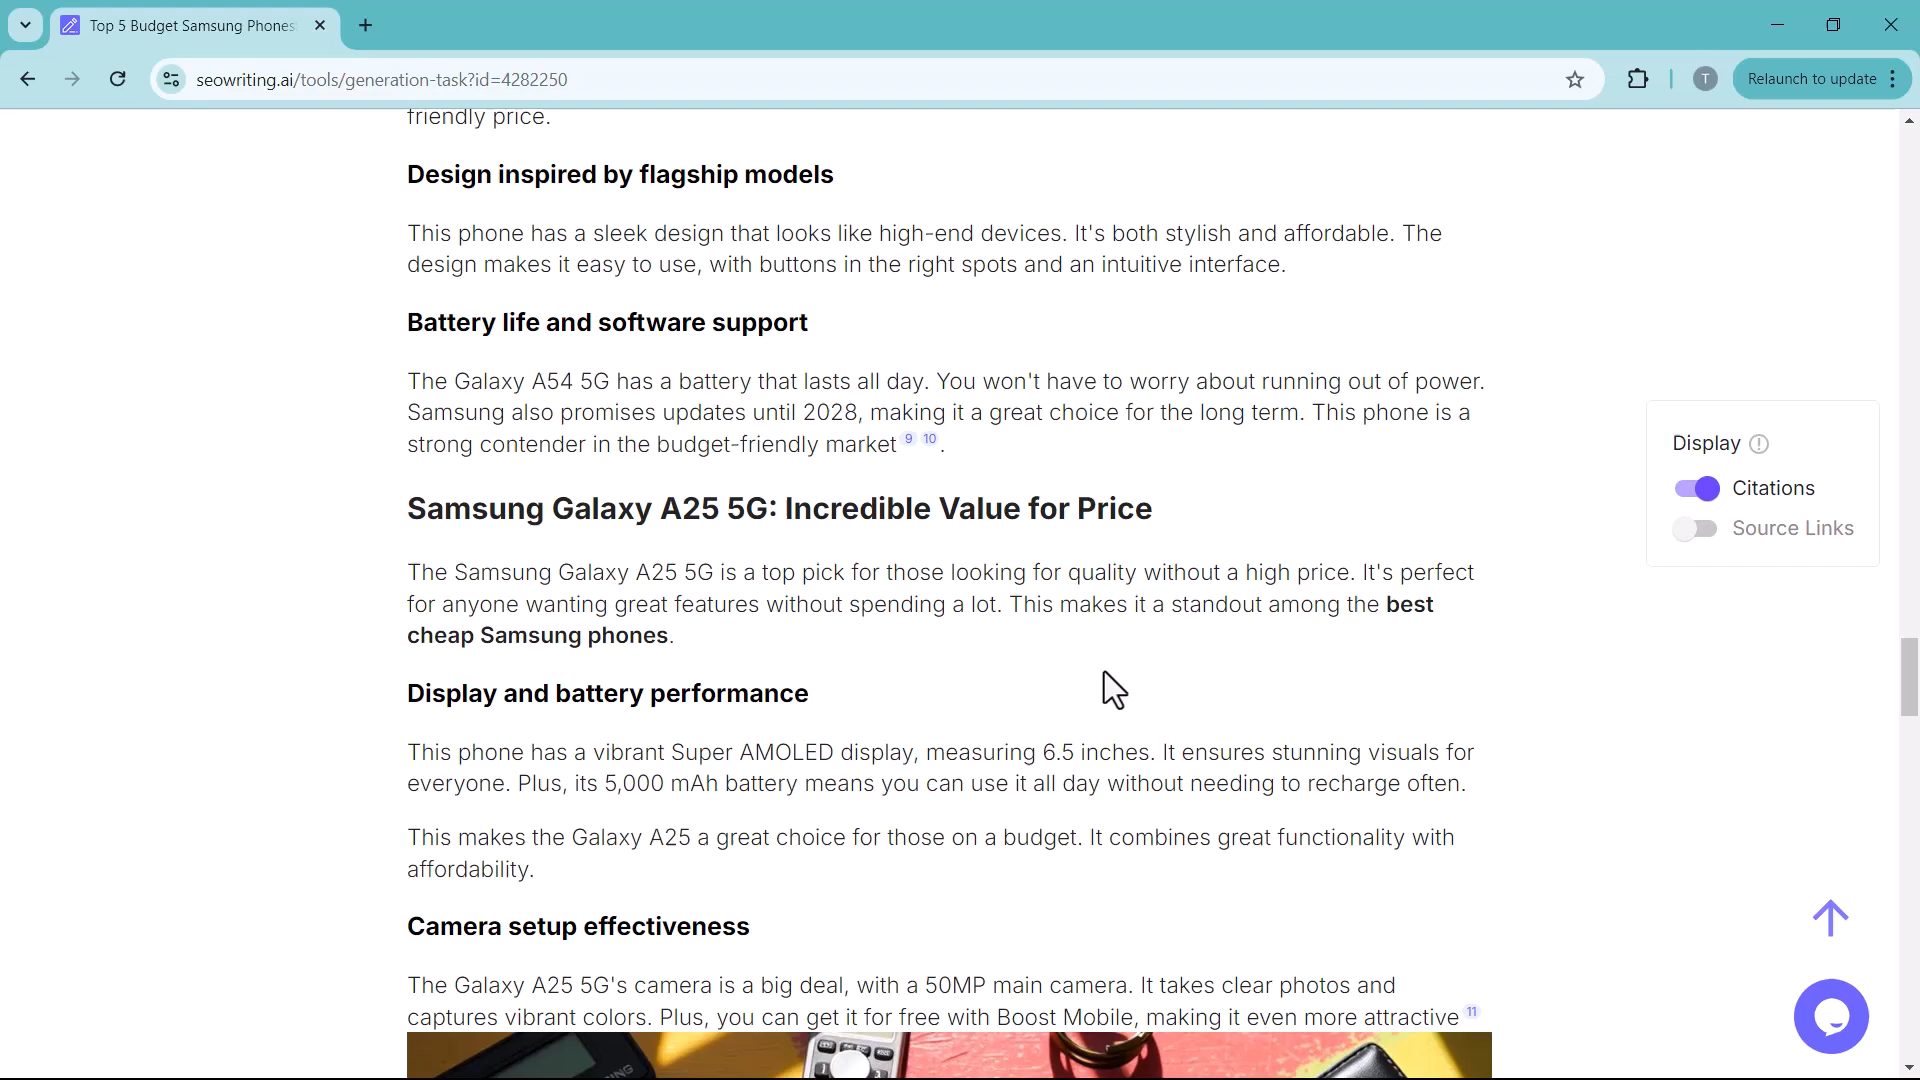 Top 5 Budget Samsung Phones
seowriting.ai/tools/generation-task?id=4282250
T
Relaunch to update
friendly price.
Design inspired by flagship models
This phone has a sleek design that looks like high-end devices. It's both stylish and affordable. The
design makes it easy to use, with buttons in the right spots and an intuitive interface.
Battery life and software support
The Galaxy A54 5G has a battery that lasts all day. You won't have to worry about running out of power.
Samsung also promises updates until 2028, making it a great choice for the long term. This phone is a
strong contender in the budget-friendly market 9 10.
Display
Citations
Source Links
Samsung Galaxy A25 5G: Incredible Value for Price
The Samsung Galaxy A25 5G is a top pick for those looking for quality without a high price. It's perfect
for anyone wanting great features without spending a lot. This makes it a standout among the best
cheap Samsung phones.
Display and battery performance
This phone has a vibrant Super AMOLED display, measuring 6.5 inches. It ensures stunning visuals for
everyone. Plus, its 5,000 mAh battery means you can use it all day without needing to recharge often.
This makes the Galaxy A25 a great choice for those on a budget. It combines great functionality with
affordability.
Camera setup effectiveness
The Galaxy A25 5G's camera is a big deal, with a 50MP main camera. It takes clear photos and
captures vibrant colors. Plus, you can get it for free with Boost Mobile, making it even more attractive 11